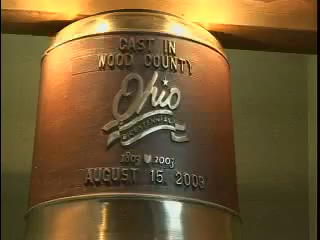 CAST IN
WOOD COUNTY
Ohio
BICENTENNIAL
1803 2003
AUGUST 15, 2003